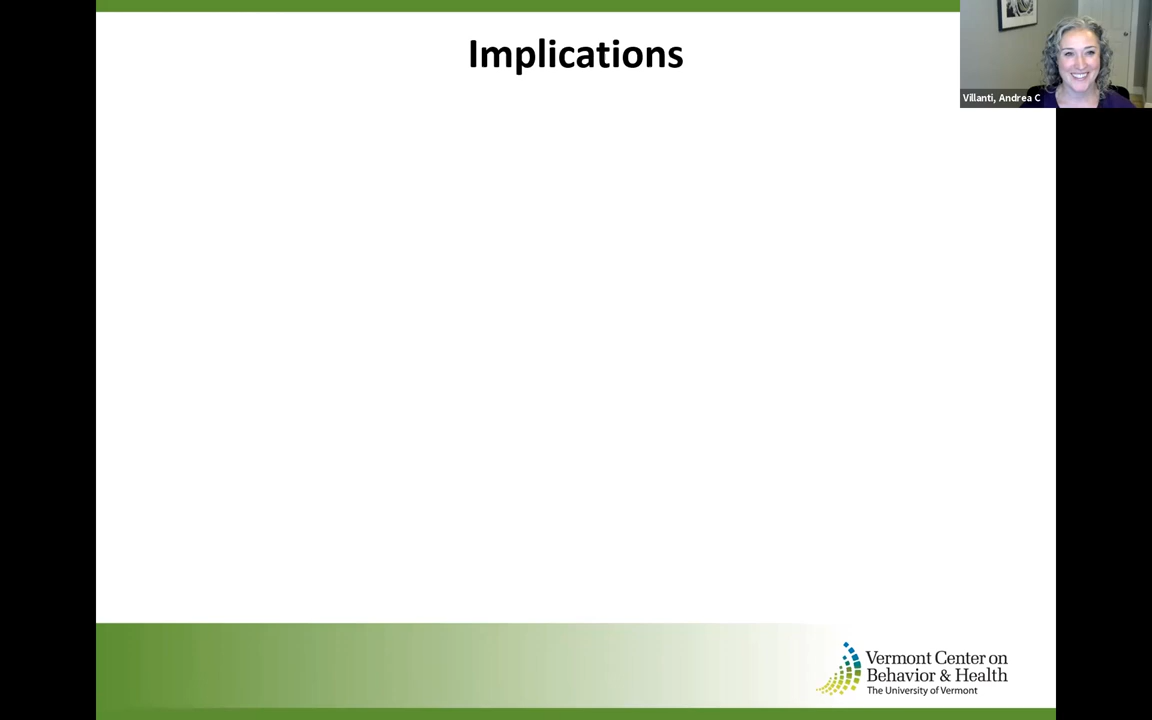 Implications
Villanti, Andrea C
Vermont Center on
Behavior & Health
The University of Vermont